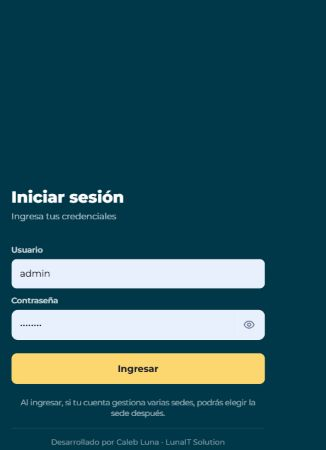 Iniciar sesión
Ingresa tus credenciales
Usuario
admin
Contraseña
••••••••
Ingresar
Al ingresar, si tu cuenta gestiona varias sedes, podrás elegir la
sede después.
Desarrollado por Caleb Luna · LunaIT Solution